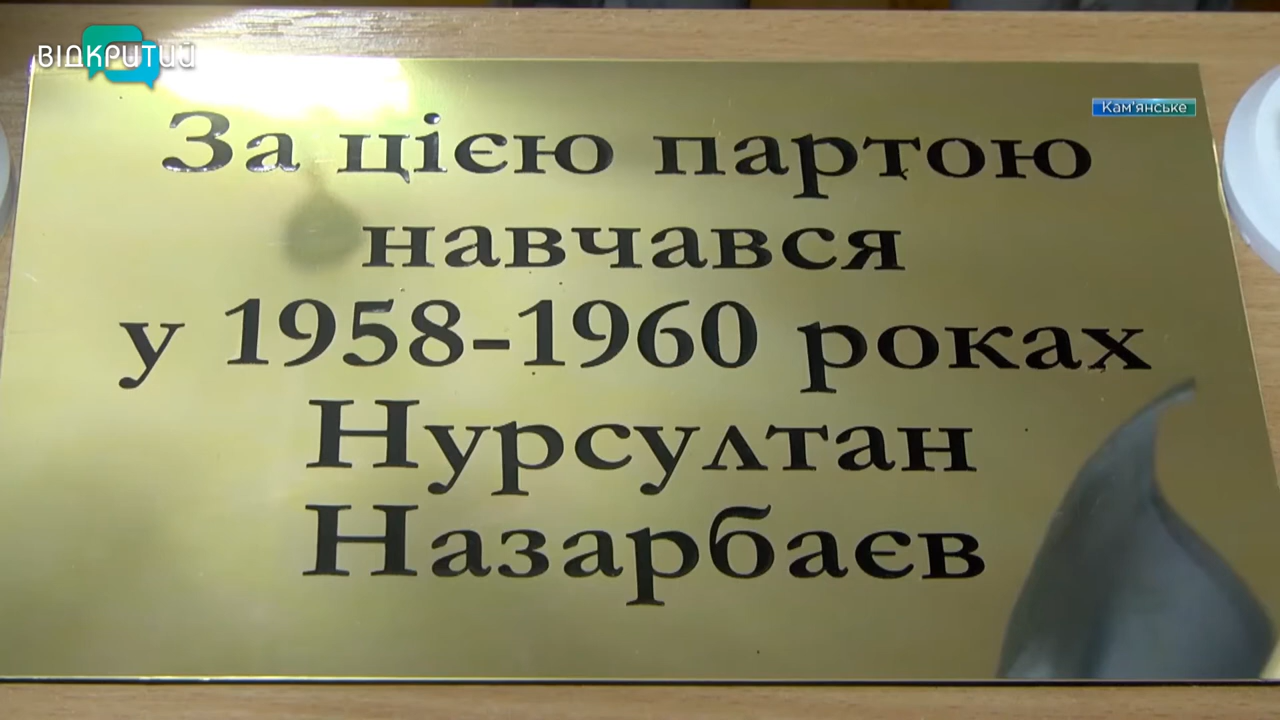 ВІДКРИТИЙ
Кам'янське
За цією партою
навчався
у 1958-1960 роках
Нурсултан
Назарбаєв